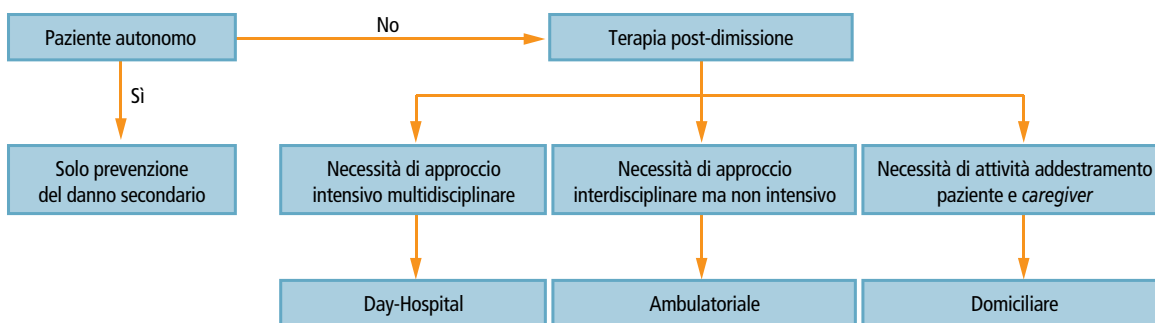 Paziente autonomo
No
Terapia post-dimissione
Sì
Solo prevenzione
del danno secondario
Necessità di approccio
intensivo multidisciplinare
Necessità di approccio
interdisciplinare ma non intensivo
Necessità di attività addestramento
paziente e caregiver
Day-Hospital
Ambulatoriale
Domiciliare